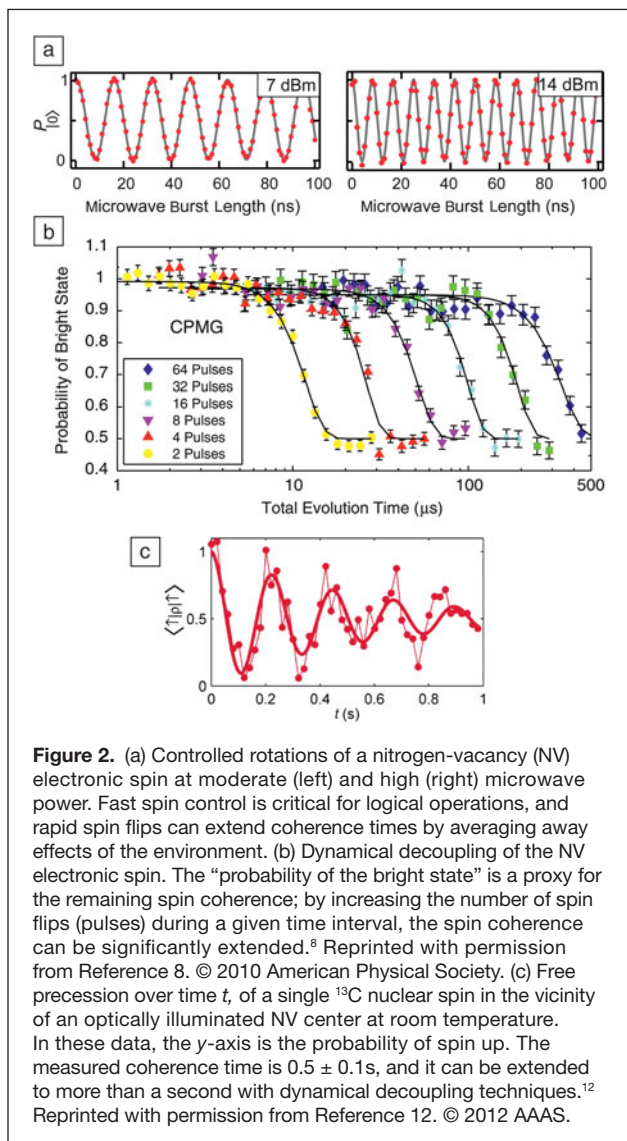 a
1
0
P|0⟩
7 dBm
0 20 40 60 80 100
Microwave Burst Length (ns)
14 dBm
0 20 40 60 80 100
Microwave Burst Length (ns)
b
1.1
1
0.9
0.8
0.7
0.6
0.5
0.4
Probability of Bright State
CPMG
64 Pulses
32 Pulses
16 Pulses
8 Pulses
4 Pulses
2 Pulses
1 10 100 500
Total Evolution Time (μs)
c
1
0.5
0
⟨↑|ρ|↑⟩
0 0.2 0.4 0.6 0.8 1
t (s)
Figure 2. (a) Controlled rotations of a nitrogen-vacancy (NV)
electronic spin at moderate (left) and high (right) microwave
power. Fast spin control is critical for logical operations, and
rapid spin flips can extend coherence times by averaging away
effects of the environment. (b) Dynamical decoupling of the NV
electronic spin. The “probability of the bright state” is a proxy for
the remaining spin coherence; by increasing the number of spin
flips (pulses) during a given time interval, the spin coherence
can be significantly extended.⁸ Reprinted with permission
from Reference 8. © 2010 American Physical Society. (c) Free
precession over time t, of a single ¹³C nuclear spin in the vicinity
of an optically illuminated NV center at room temperature.
In these data, the y-axis is the probability of spin up. The
measured coherence time is 0.5 ± 0.1s, and it can be extended
to more than a second with dynamical decoupling techniques.¹²
Reprinted with permission from Reference 12. © 2012 AAAS.